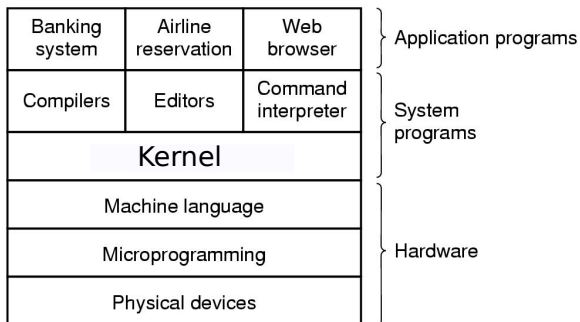 Banking
system
Airline
reservation
Web
browser
Application programs
Compilers
Editors
Command
interpreter
System
programs
Kernel
Machine language
Microprogramming
Hardware
Physical devices